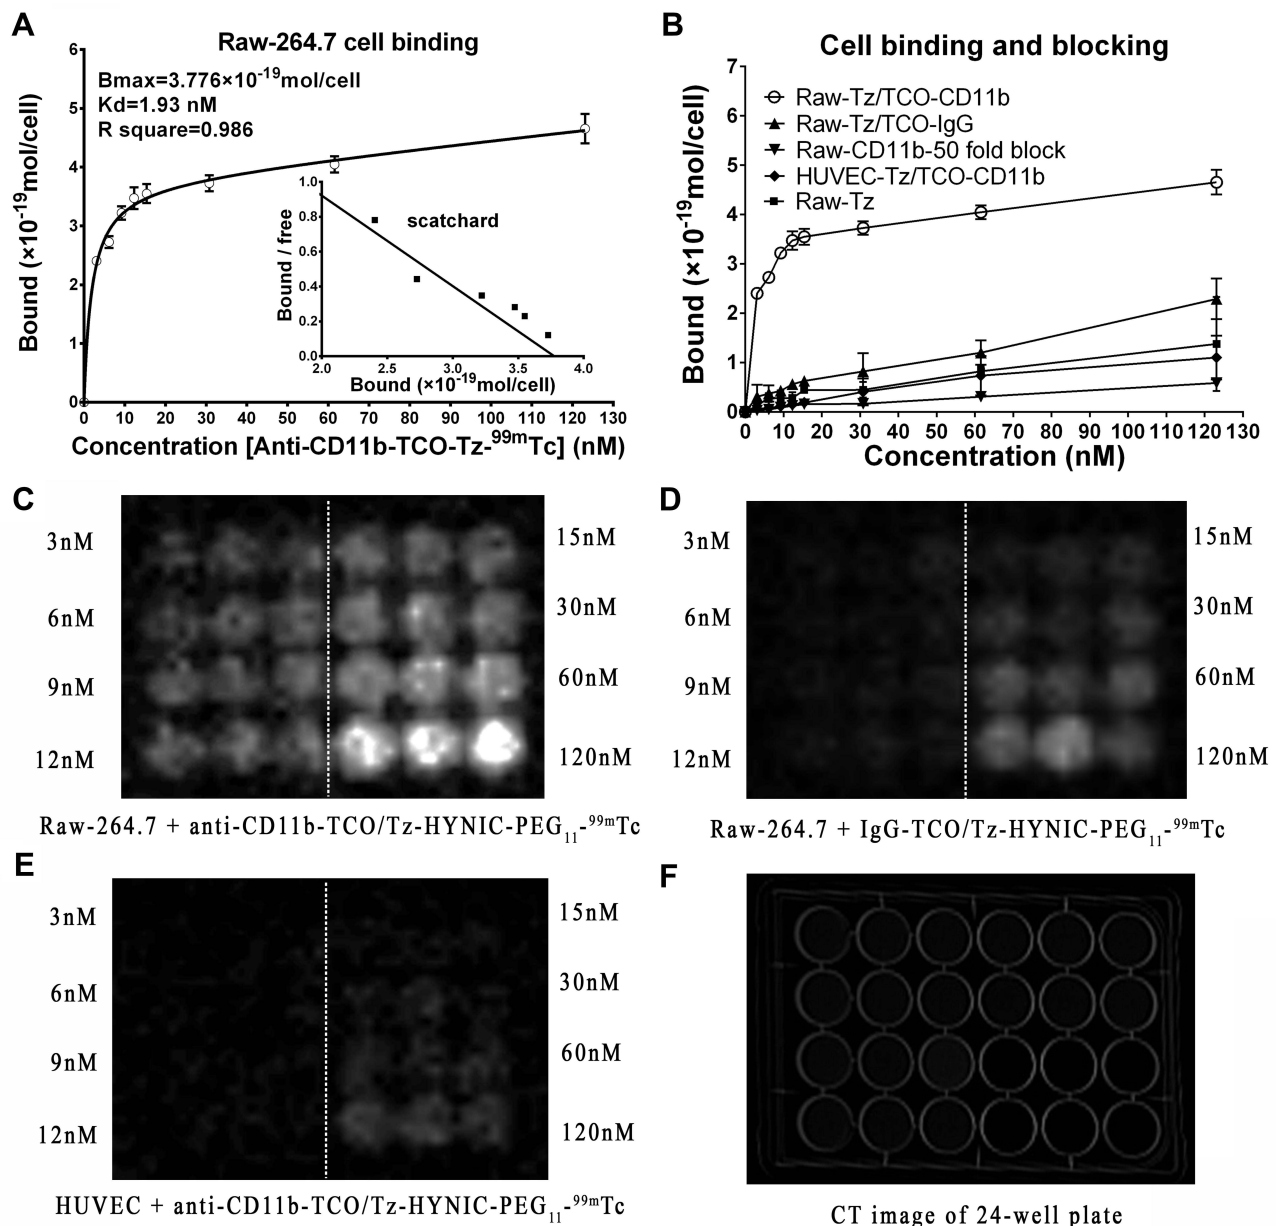 A
Raw-264.7 cell binding
Bmax=3.776×10-19mol/cell
Kd=1.93 nM
R square=0.986
Bound (×10-19mol/cell)
6
5
4
3
2
1
0
0 10 20 30 40 50 60 70 80 90 100 110 120 130
Concentration [Anti-CD11b-TCO-Tz-99mTc] (nM)
scatchard
Bound / free
1.0
0.8
0.6
0.4
0.2
0.0
2.0 2.5 3.0 3.5 4.0
Bound (×10-19mol/cell)
B
Cell binding and blocking
Raw-Tz/TCO-CD11b
Raw-Tz/TCO-IgG
Raw-CD11b-50 fold block
HUVEC-Tz/TCO-CD11b
Raw-Tz
Bound (×10-19mol/cell)
7
6
5
4
3
2
1
0
0 10 20 30 40 50 60 70 80 90 100 110 120 130
Concentration (nM)
C
3nM
6nM
9nM
12nM
15nM
30nM
60nM
120nM
Raw-264.7 + anti-CD11b-TCO/Tz-HYNIC-PEG11-99mTc
D
3nM
6nM
9nM
12nM
15nM
30nM
60nM
120nM
Raw-264.7 + IgG-TCO/Tz-HYNIC-PEG11-99mTc
E
3nM
6nM
9nM
12nM
15nM
30nM
60nM
120nM
HUVEC + anti-CD11b-TCO/Tz-HYNIC-PEG11-99mTc
F
CT image of 24-well plate